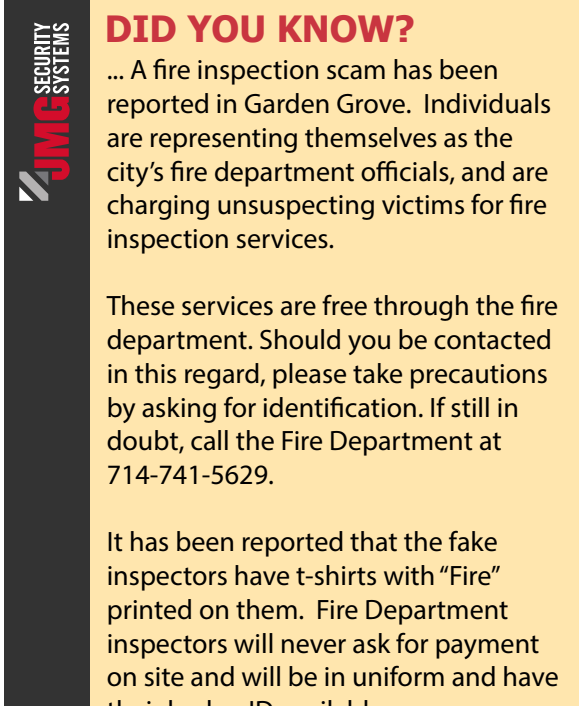 JMG SECURITY
SYSTEMS
DID YOU KNOW?
... A fire inspection scam has been
reported in Garden Grove.  Individuals
are representing themselves as the
city's fire department officials, and are
charging unsuspecting victims for fire
inspection services.
These services are free through the fire
department. Should you be contacted
in this regard, please take precautions
by asking for identification. If still in
doubt, call the Fire Department at
714-741-5629.
It has been reported that the fake
inspectors have t-shirts with “Fire”
printed on them.  Fire Department
inspectors will never ask for payment
on site and will be in uniform and have